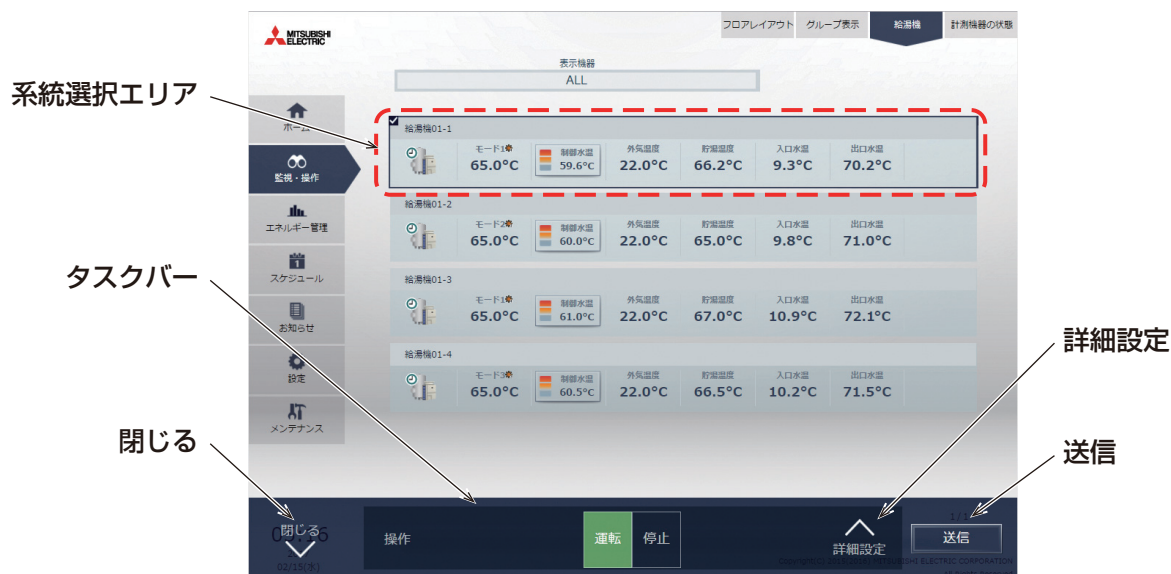 MITSUBISHI
ELECTRIC
フロアレイアウト
グループ表示
給湯機
計測機器の状態
表示機器
ALL
系統選択エリア
ホーム
監視・操作
エネルギー管理
スケジュール
お知らせ
設定
メンテナンス
給湯機01-1
モード1 制御水温 外気温度 貯湯温度 入口水温 出口水温
65.0°C 59.6°C 22.0°C 66.2°C 9.3°C 70.2°C
給湯機01-2
モード2 制御水温 外気温度 貯湯温度 入口水温 出口水温
65.0°C 60.0°C 22.0°C 65.0°C 9.8°C 71.0°C
タスクバー
給湯機01-3
モード1 制御水温 外気温度 貯湯温度 入口水温 出口水温
65.0°C 61.0°C 22.0°C 67.0°C 10.9°C 72.1°C
給湯機01-4
モード3 制御水温 外気温度 貯湯温度 入口水温 出口水温
65.0°C 60.5°C 22.0°C 66.5°C 10.2°C 71.5°C
詳細設定
閉じる
送信
閉じる
02/15(水)
操作
運転 停止
詳細設定
送信